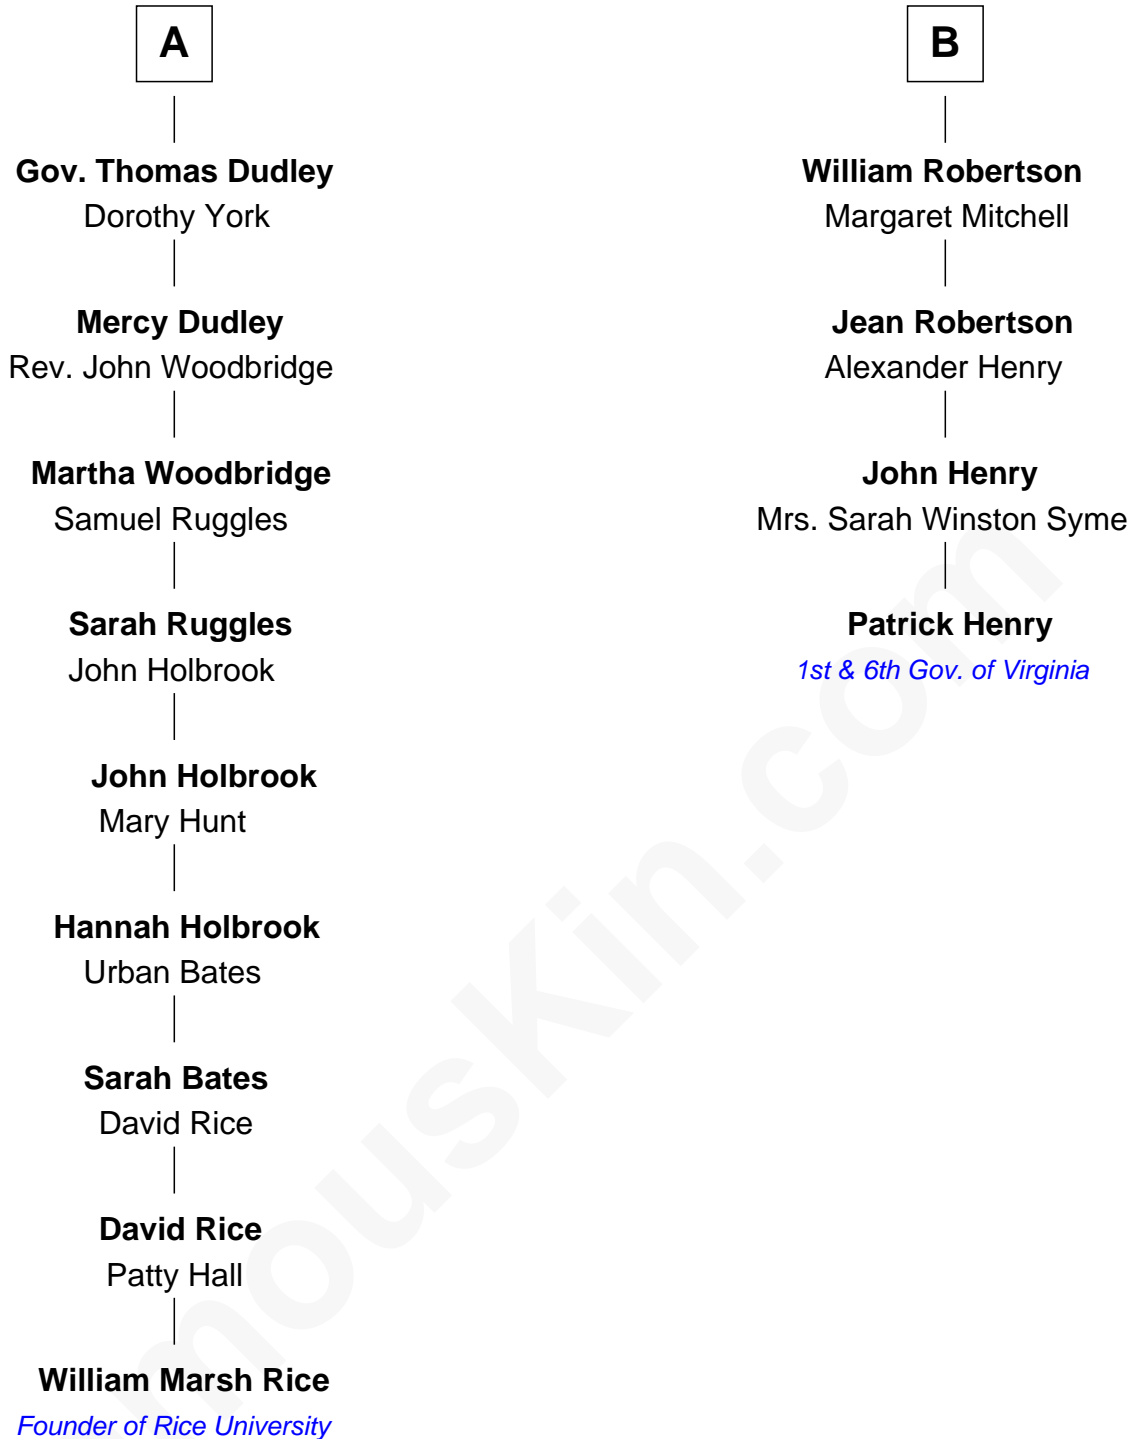 A
Gov. Thomas Dudley
Dorothy York
Mercy Dudley
Rev. John Woodbridge
Martha Woodbridge
Samuel Ruggles
Sarah Ruggles
John Holbrook
John Holbrook
Mary Hunt
Hannah Holbrook
Urban Bates
Sarah Bates
David Rice
David Rice
Patty Hall
William Marsh Rice
Founder of Rice University
B
William Robertson
Margaret Mitchell
Jean Robertson
Alexander Henry
John Henry
Mrs. Sarah Winston Syme
Patrick Henry
1st & 6th Gov. of Virginia
mouskin.com